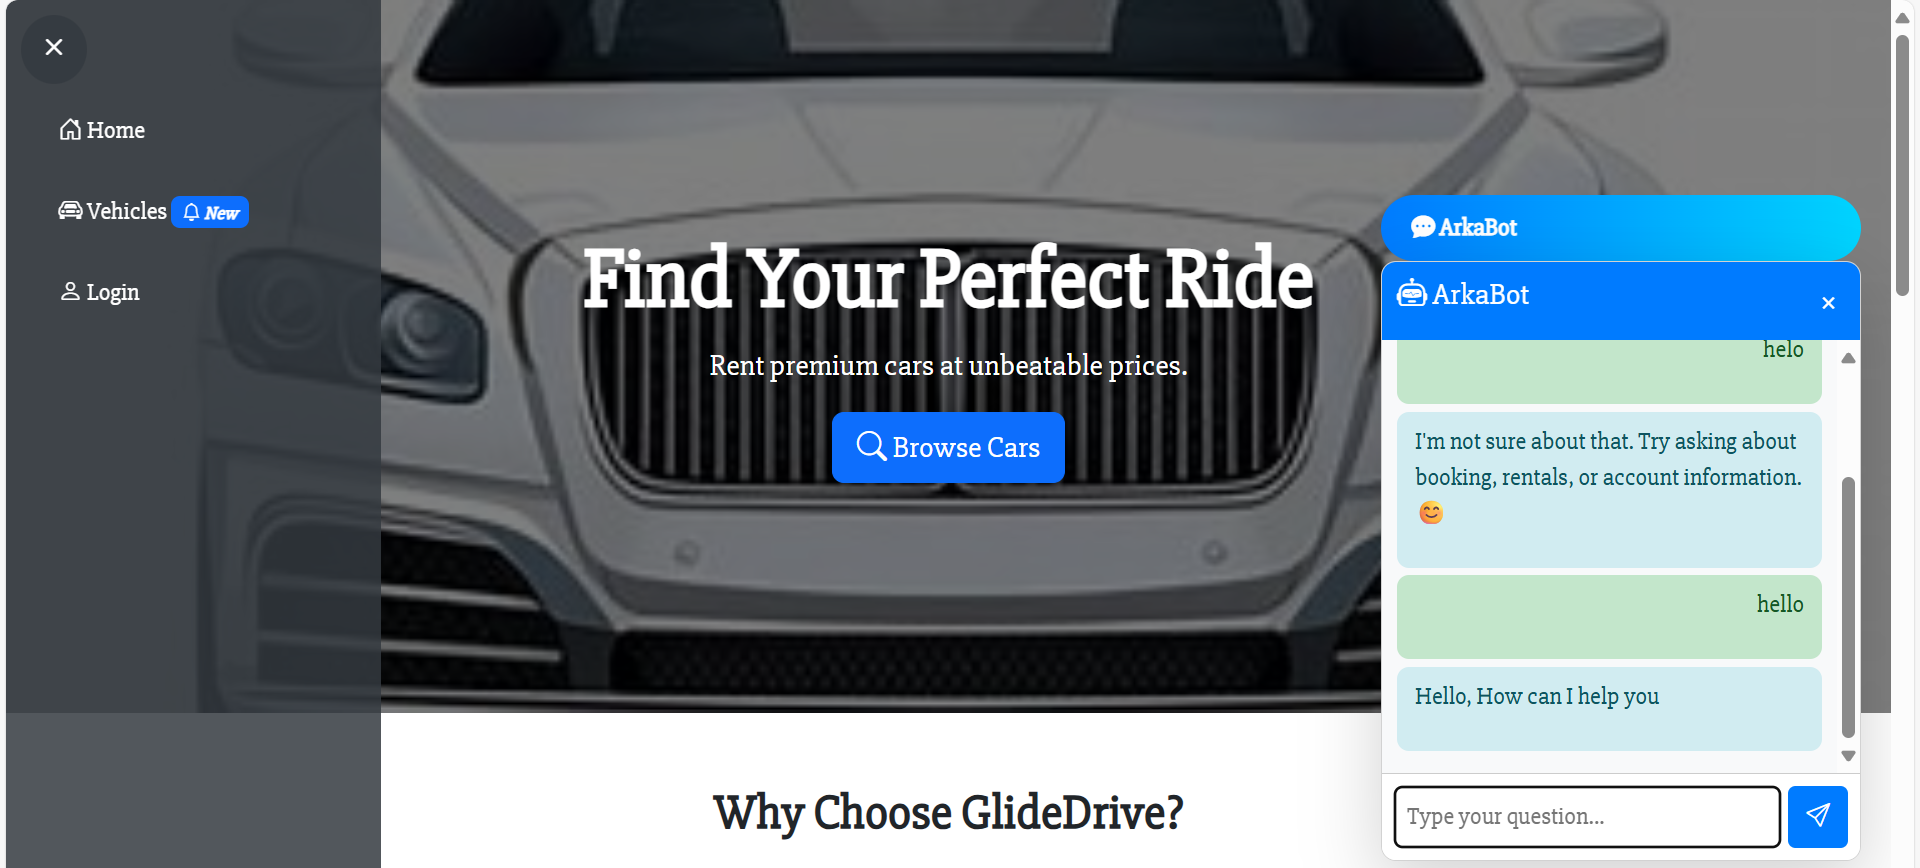 Home
Vehicles New
Login
Find Your Perfect Ride
Rent premium cars at unbeatable prices.
Browse Cars
Why Choose GlideDrive?
ArkaBot
ArkaBot
helo
I'm not sure about that. Try asking about
booking, rentals, or account information.
😊
hello
Hello, How can I help you
Type your question...